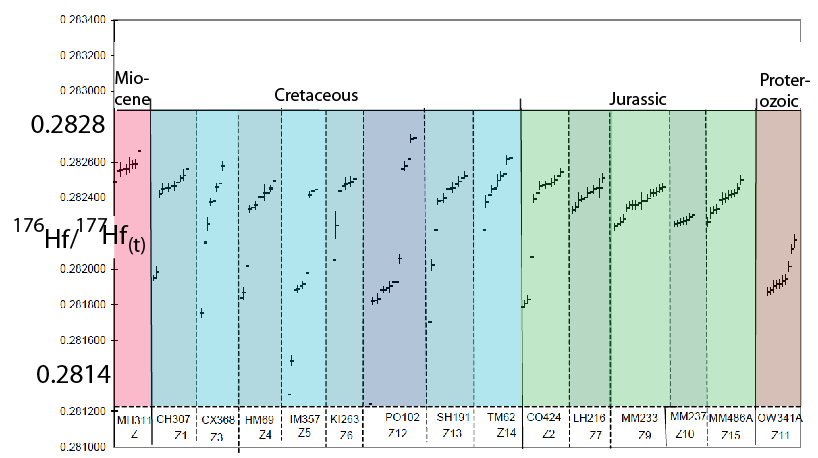 0.283400
0.283200
0.283000
Mio-
cene
Cretaceous
Jurassic
Proter-
ozoic
0.2828
0.282600
0.282400
176Hf/177Hf(t)
0.282000
0.281800
0.281600
0.2814
0.281200
0.281000
MH311 CH307 CX368 HM69 IM357 KI263 PO102 SH191 TM62 CO424 LH216 MM233 MM237 MM486A OW341A
Z Z1 Z3 Z4 Z5 Z6 Z12 Z13 Z14 Z2 Z7 Z9 Z10 Z15 Z11